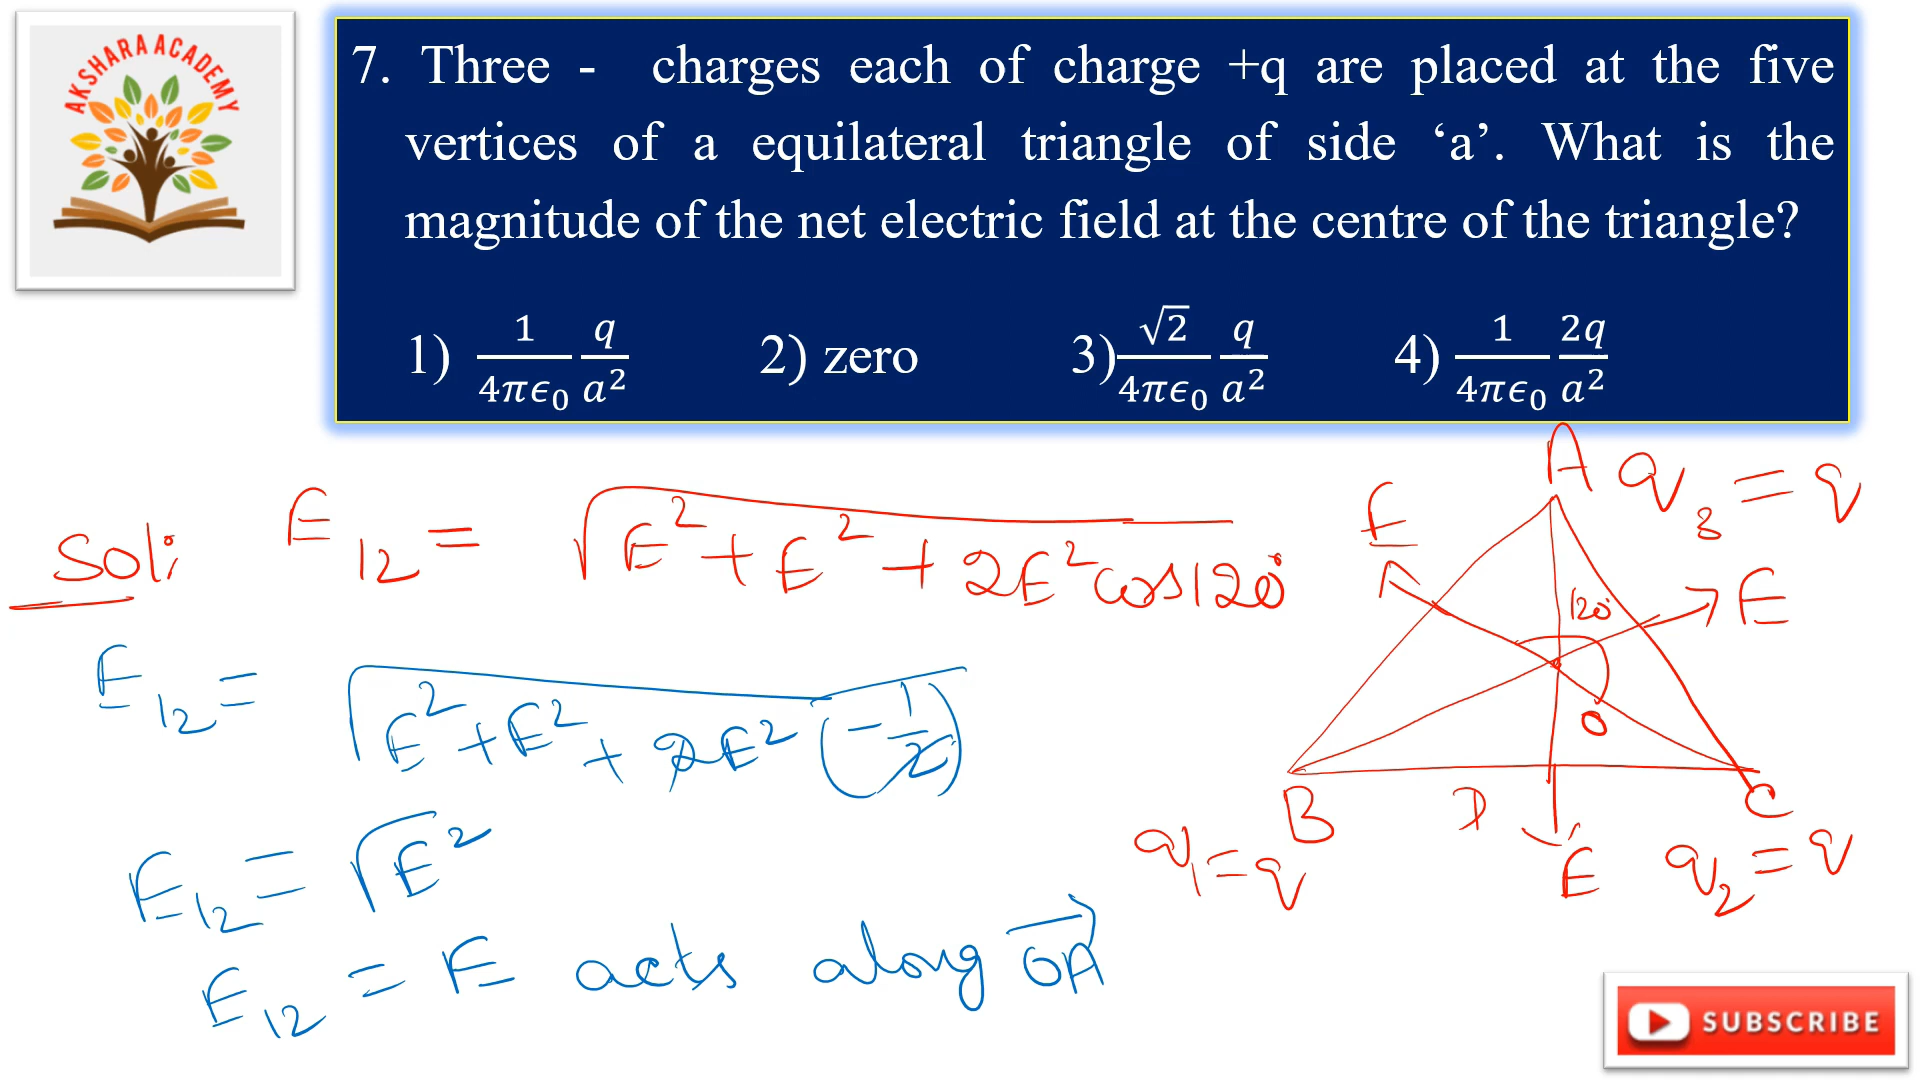 AKSHARA ACADEMY
7. Three - charges each of charge +q are placed at the five
vertices of a equilateral triangle of side ‘a’. What is the
magnitude of the net electric field at the centre of the triangle?
1) 1/4πϵ₀ q/a² 2) zero 3) √2/4πϵ₀ q/a² 4) 1/4πϵ₀ 2q/a²
Sol:
E₁₂ = √(E² + E² + 2E² cos120°)
E₁₂ = √(E² + E² + 2E² (-1/2))
E₁₂ = √E²
E₁₂ = E acts along OA
A q₃ = q
E
E
120°
O
B D C
q₁ = q
E
q₂ = q
SUBSCRIBE